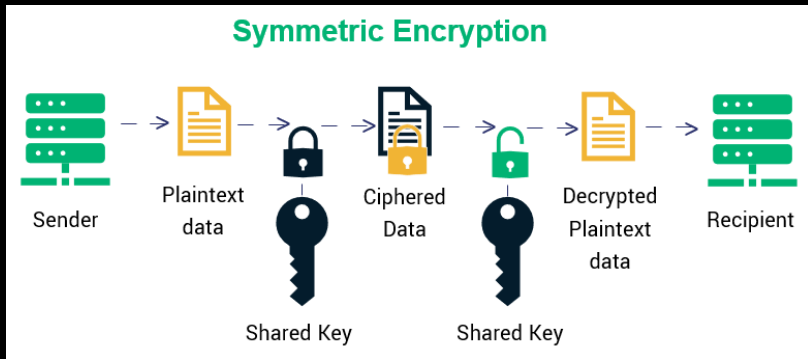 Symmetric Encryption
Sender
Plaintext
data
Ciphered
Data
Decrypted
Plaintext
data
Recipient
Shared Key
Shared Key